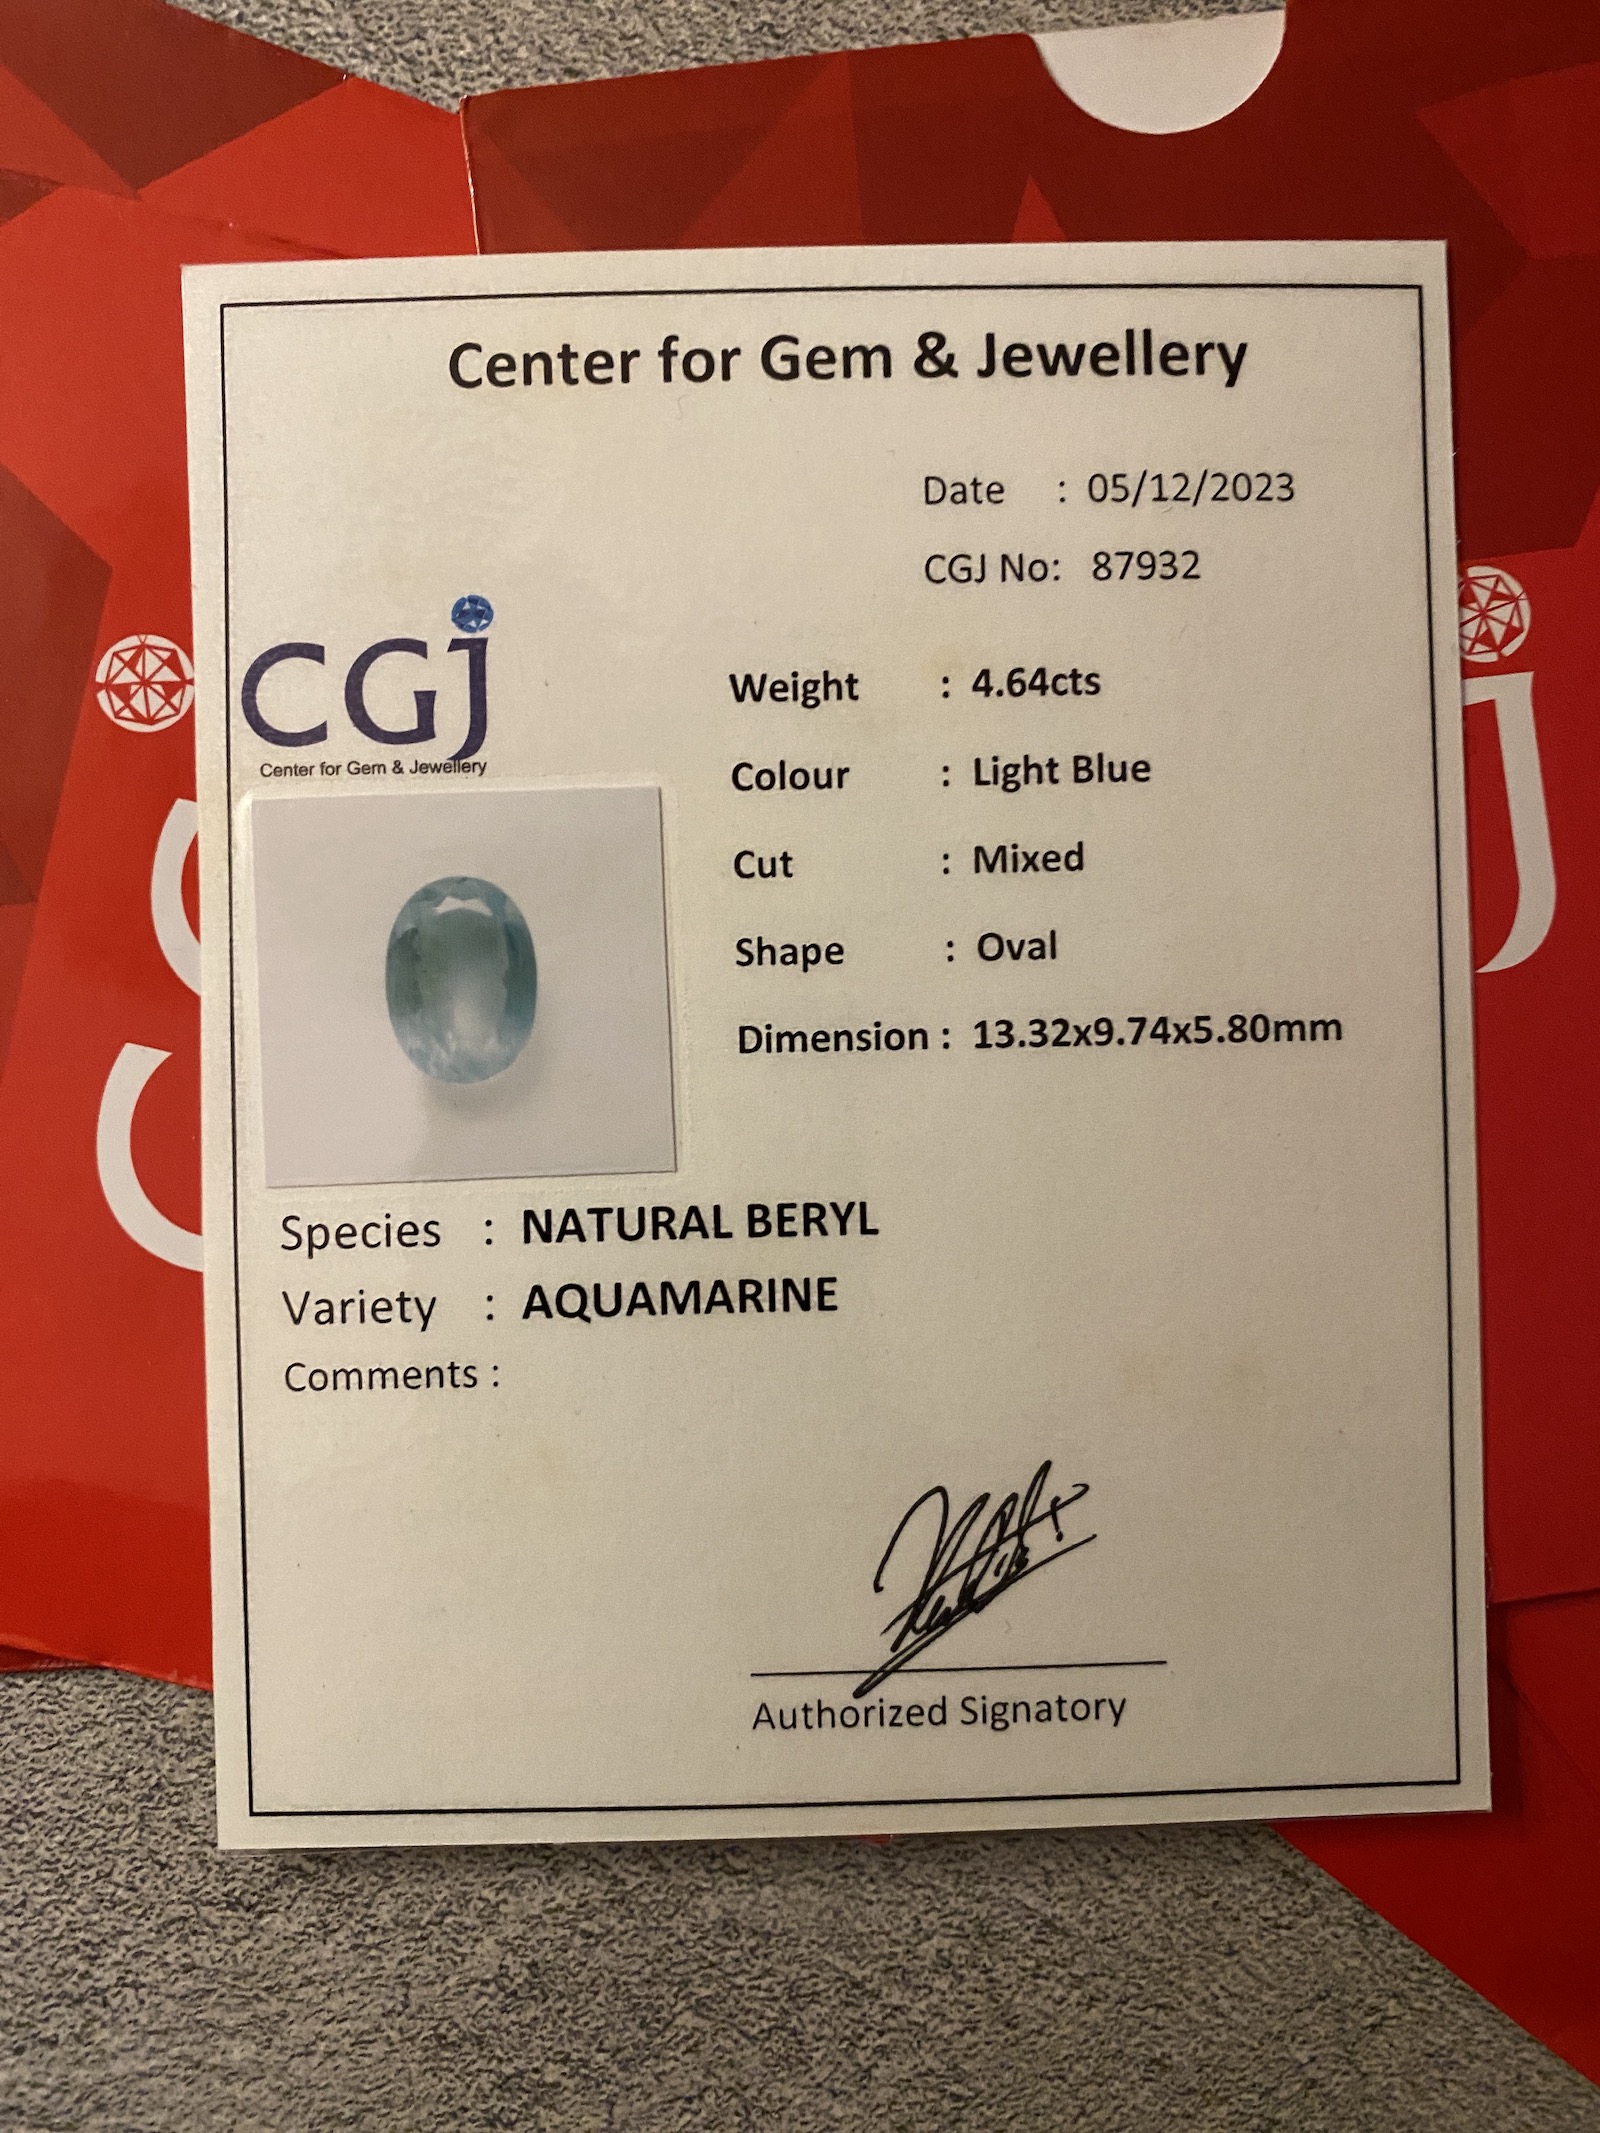 Center for Gem & Jewellery
Date : 05/12/2023
CGJ No: 87932
CGJ
Center for Gem & Jewellery
Weight : 4.64cts
Colour : Light Blue
Cut : Mixed
Shape : Oval
Dimension : 13.32x9.74x5.80mm
Species : NATURAL BERYL
Variety : AQUAMARINE
Comments :
Authorized Signatory